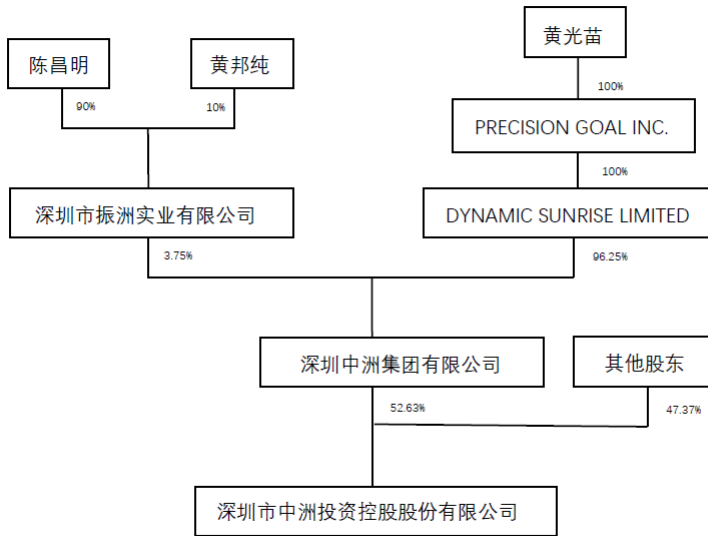 黄光苗
陈昌明
黄邦纯
100%
90%
10%
PRECISION GOAL INC.
100%
深圳市振洲实业有限公司
DYNAMIC SUNRISE LIMITED
3.75%
96.25%
深圳中洲集团有限公司
其他股东
52.63%
47.37%
深圳市中洲投资控股股份有限公司